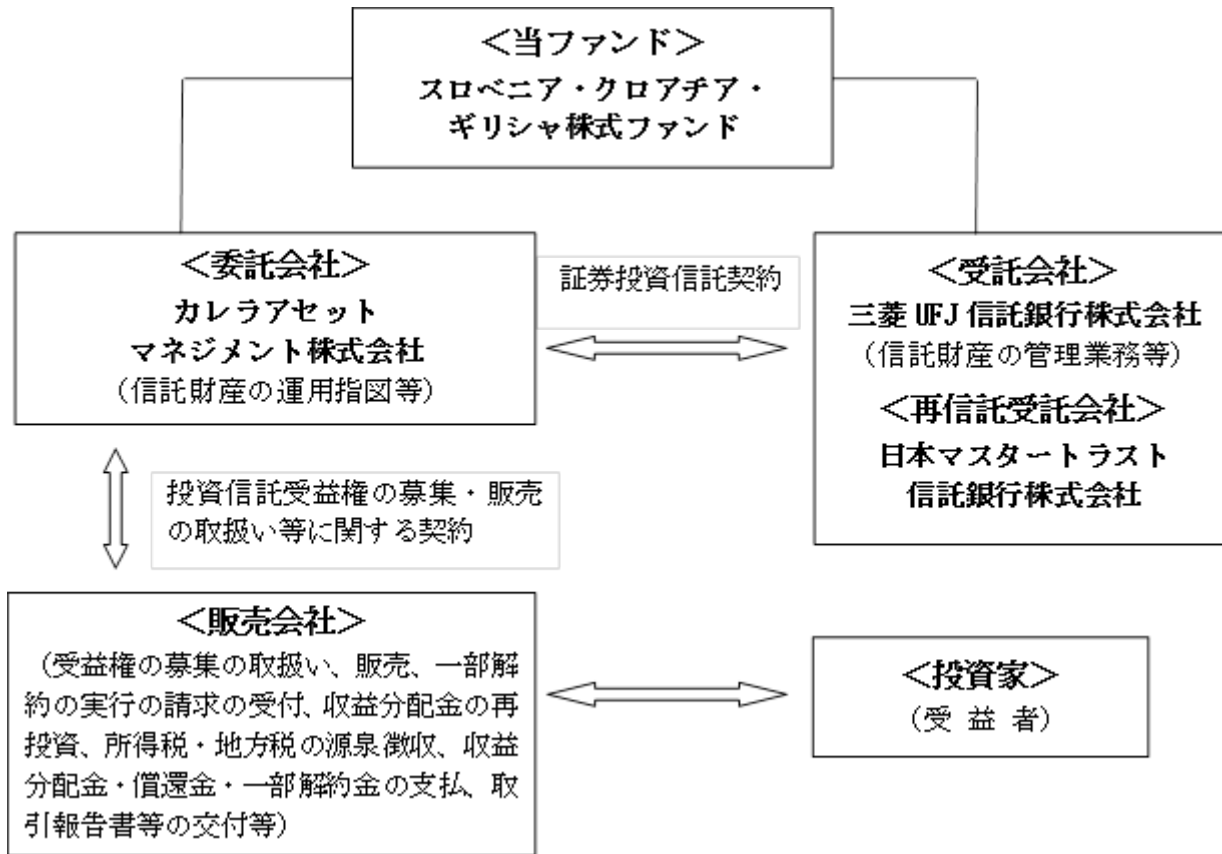 ＜当ファンド＞
スロベニア・クロアチア・
ギリシャ株式ファンド
＜委託会社＞
カレラアセット
マネジメント株式会社
（信託財産の運用指図等）
証券投資信託契約
＜受託会社＞
三菱UFJ信託銀行株式会社
（信託財産の管理業務等）
＜再信託受託会社＞
日本マスタートラスト
信託銀行株式会社
投資信託受益権の募集・販売
の取扱い等に関する契約
＜販売会社＞
（受益権の募集の取扱い、販売、一部解
約の実行の請求の受付、収益分配金の再
投資、所得税・地方税の源泉徴収、収益
分配金・償還金・一部解約金の支払、取
引報告書等の交付等）
＜投資家＞
（受 益 者）